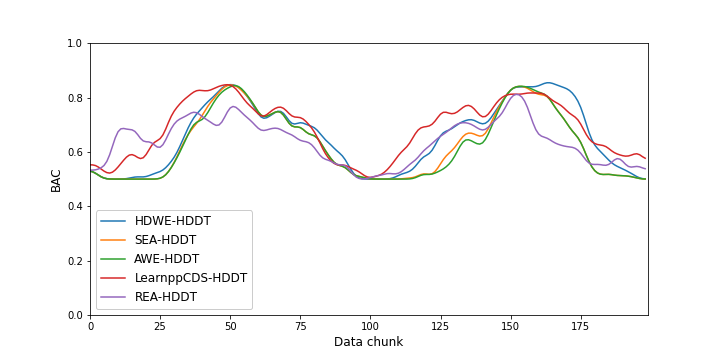 1.0
0.8
0.6
0.4
0.2
0.0
BAC
HDWE-HDDT
SEA-HDDT
AWE-HDDT
LearnppCDS-HDDT
REA-HDDT
0 25 50 75 100 125 150 175
Data chunk